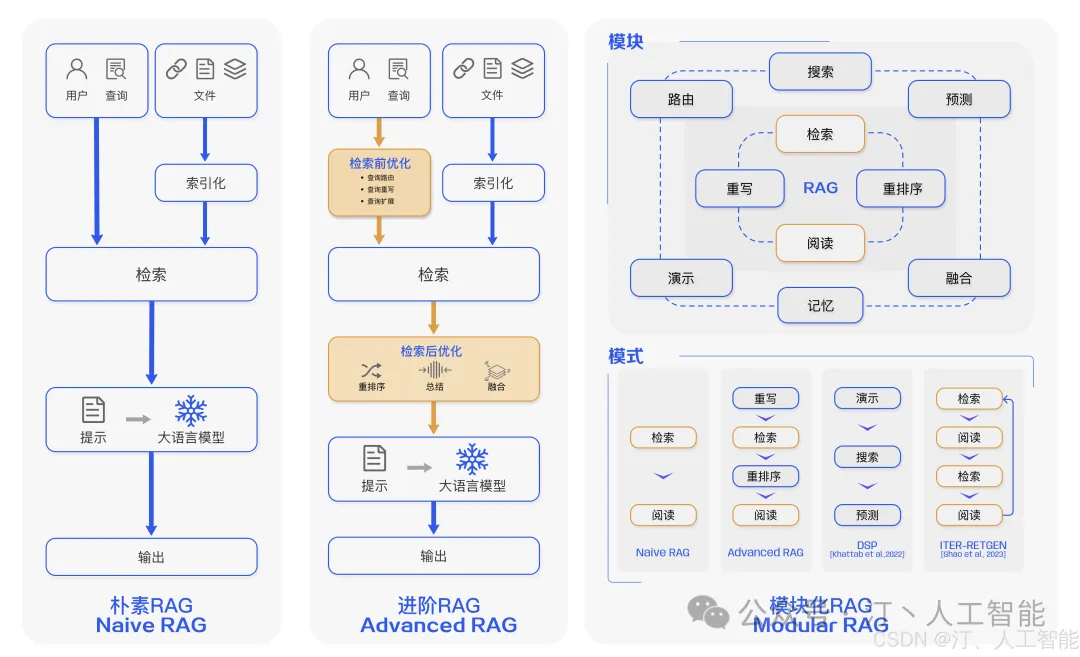 用户 查询
文件
索引化
检索
提示
大语言模型
输出
朴素RAG
Naive RAG
用户 查询
文件
检索前优化
• 查询路由
• 查询重写
• 查询扩展
索引化
检索
检索后优化
重排序 总结 融合
提示
大语言模型
输出
进阶RAG
Advanced RAG
模块
搜索
路由
预测
检索
重写
RAG
重排序
阅读
演示
融合
记忆
模式
检索
阅读
Naive RAG
重写
检索
重排序
阅读
Advanced RAG
演示
搜索
预测
DSP
[Khattab et al,2022]
检索
阅读
检索
阅读
ITER-RETGEN
[Shao et al, 2023]
模块化RAG
Modular RAG
公众号·汀丶人工智能
CSDN @汀、人工智能